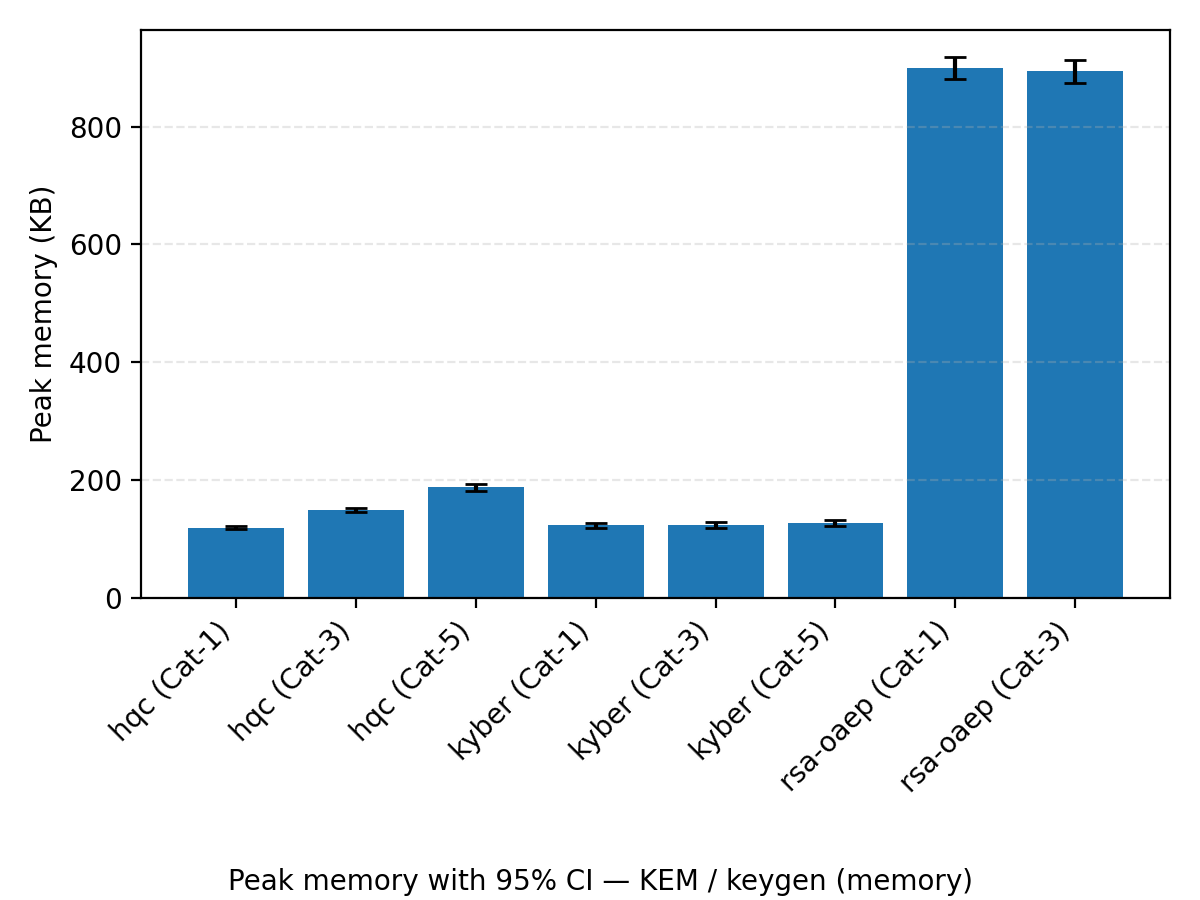 800
600
400
200
0
Peak memory (KB)
hqc (Cat-1)
hqc (Cat-3)
hqc (Cat-5)
kyber (Cat-1)
kyber (Cat-3)
kyber (Cat-5)
rsa-oaep (Cat-1)
rsa-oaep (Cat-3)
Peak memory with 95% CI — KEM / keygen (memory)